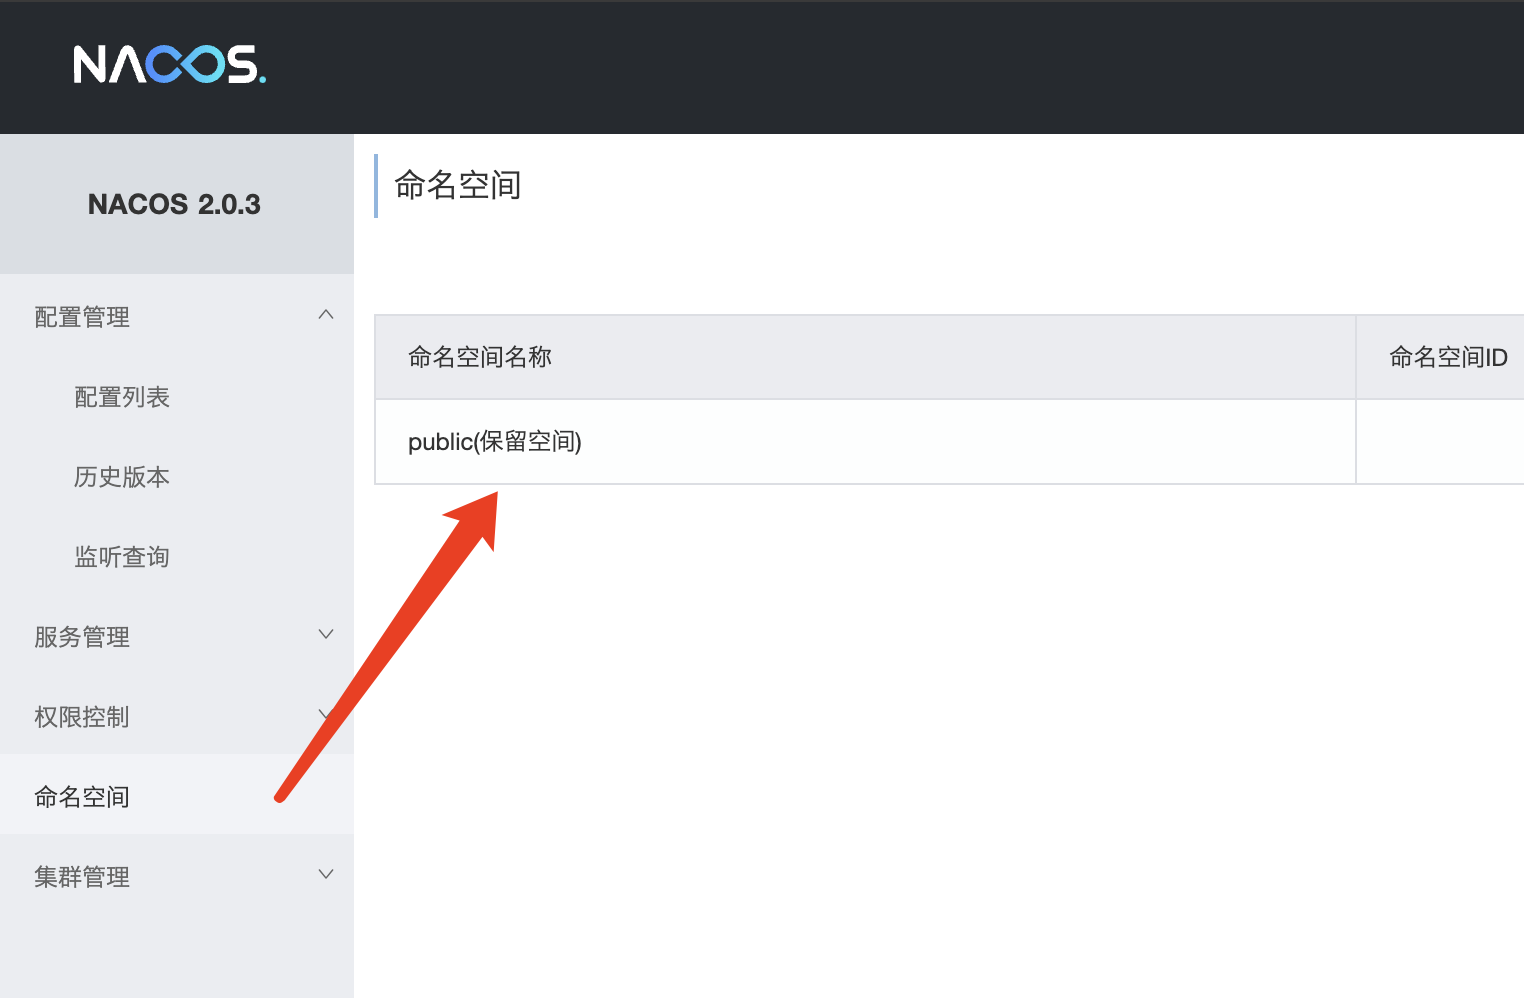 NACOS.
NACOS 2.0.3
配置管理
配置列表
历史版本
监听查询
服务管理
权限控制
命名空间
集群管理
命名空间
命名空间名称 命名空间ID
public(保留空间)